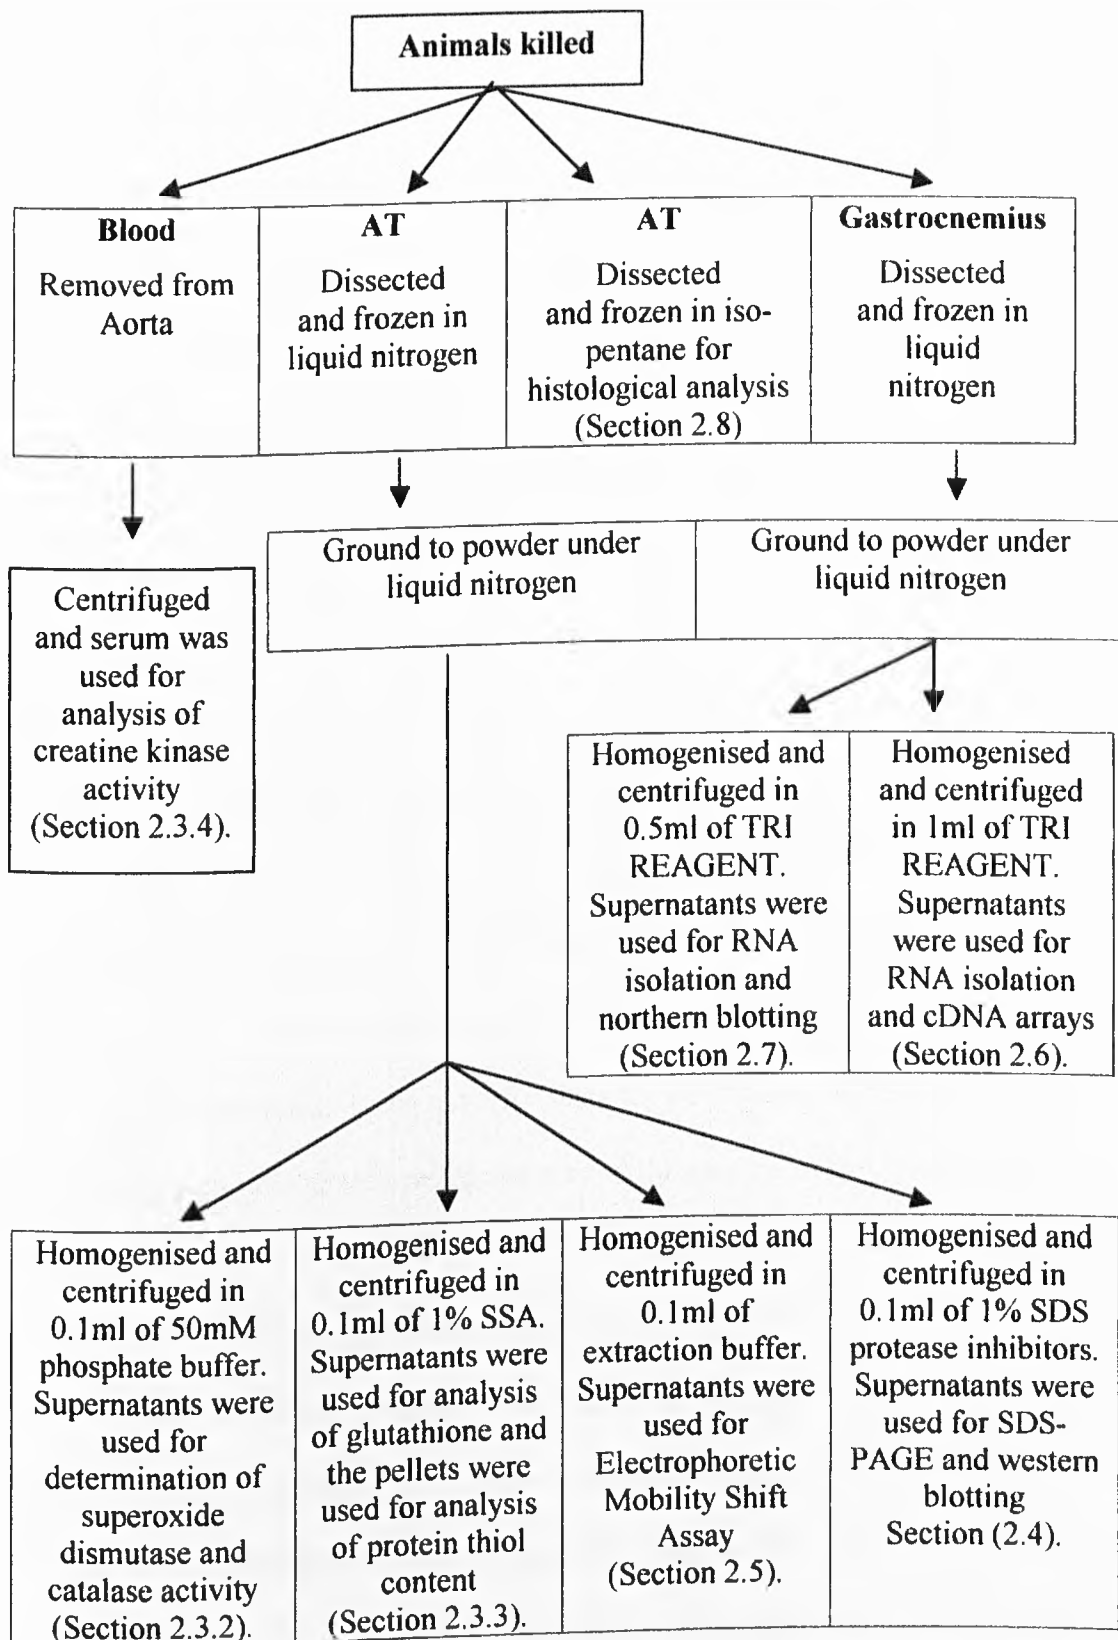 Animals killed
Blood
Removed from
Aorta
AT
Dissected
and frozen in
liquid nitrogen
AT
Dissected
and frozen in iso-
pentane for
histological analysis
(Section 2.8)
Gastrocnemius
Dissected
and frozen in
liquid
nitrogen
Centrifuged
and serum was
used for
analysis of
creatine kinase
activity
(Section 2.3.4).
Ground to powder under
liquid nitrogen
Ground to powder under
liquid nitrogen
Homogenised and
centrifuged in
0.5ml of TRI
REAGENT.
Supernatants were
used for RNA
isolation and
northern blotting
(Section 2.7).
Homogenised
and centrifuged
in 1ml of TRI
REAGENT.
Supernatants
were used for
RNA isolation
and cDNA arrays
(Section 2.6).
Homogenised and
centrifuged in
0.1ml of 50mM
phosphate buffer.
Supernatants were
used for
determination of
superoxide
dismutase and
catalase activity
(Section 2.3.2).
Homogenised and
centrifuged in
0.1ml of 1% SSA.
Supernatants were
used for analysis
of glutathione and
the pellets were
used for analysis
of protein thiol
content
(Section 2.3.3).
Homogenised and
centrifuged in
0.1ml of
extraction buffer.
Supernatants were
used for
Electrophoretic
Mobility Shift
Assay
(Section 2.5).
Homogenised and
centrifuged in
0.1ml of 1% SDS
protease inhibitors.
Supernatants were
used for SDS-
PAGE and western
blotting
Section (2.4).